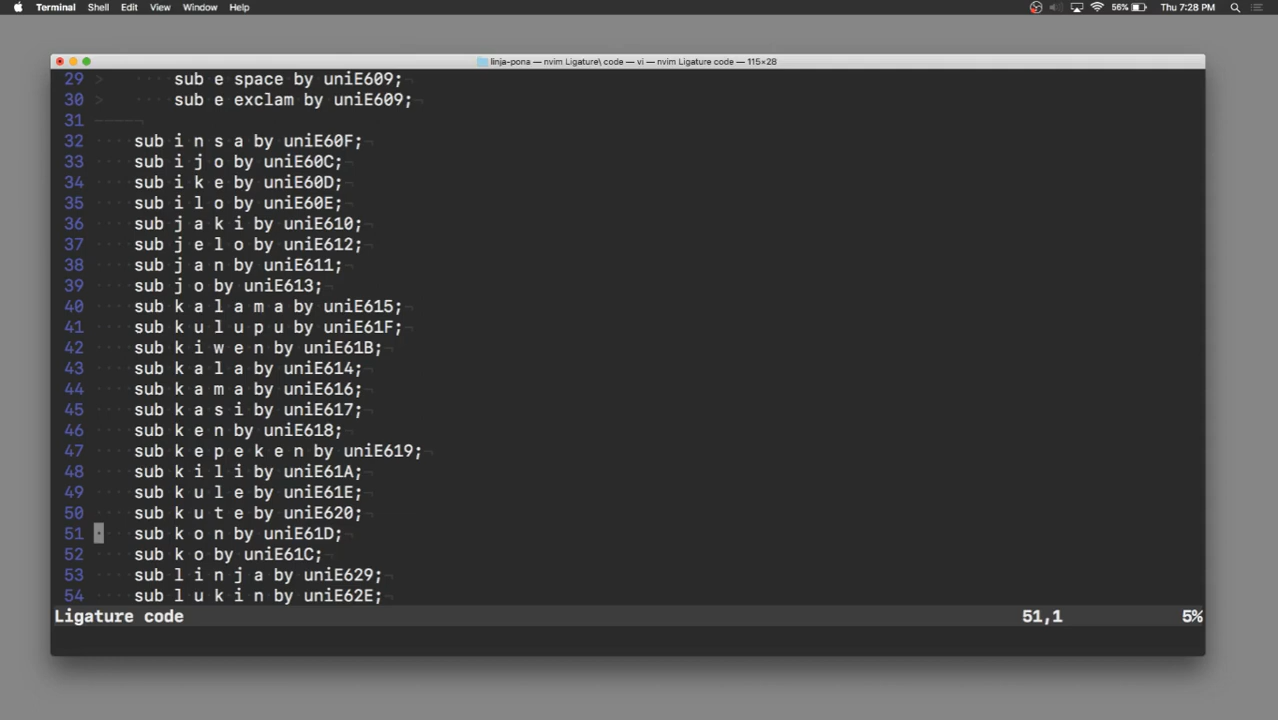 Terminal Shell Edit View Window Help 56% Thu 7:28 PM
linja-pona — nvim Ligature\ code — vi — nvim Ligature code — 115×28
29 > sub e space by uniE609;¬
30 > sub e exclam by uniE609;¬
31 ¬
32 sub i n s a by uniE60F;¬
33 sub i j o by uniE60C;¬
34 sub i k e by uniE60D;¬
35 sub i l o by uniE60E;¬
36 sub j a k i by uniE610;¬
37 sub j e l o by uniE612;¬
38 sub j a n by uniE611;¬
39 sub j o by uniE613;¬
40 sub k a l a m a by uniE615;¬
41 sub k u l u p u by uniE61F;¬
42 sub k i w e n by uniE61B;¬
43 sub k a l a by uniE614;¬
44 sub k a m a by uniE616;¬
45 sub k a s i by uniE617;¬
46 sub k e n by uniE618;¬
47 sub k e p e k e n by uniE619;¬
48 sub k i l i by uniE61A;¬
49 sub k u l e by uniE61E;¬
50 sub k u t e by uniE620;¬
51 sub k o n by uniE61D;¬
52 sub k o by uniE61C;¬
53 sub l i n j a by uniE629;¬
54 sub l u k i n by uniE62E;¬
Ligature code 51,1 5%